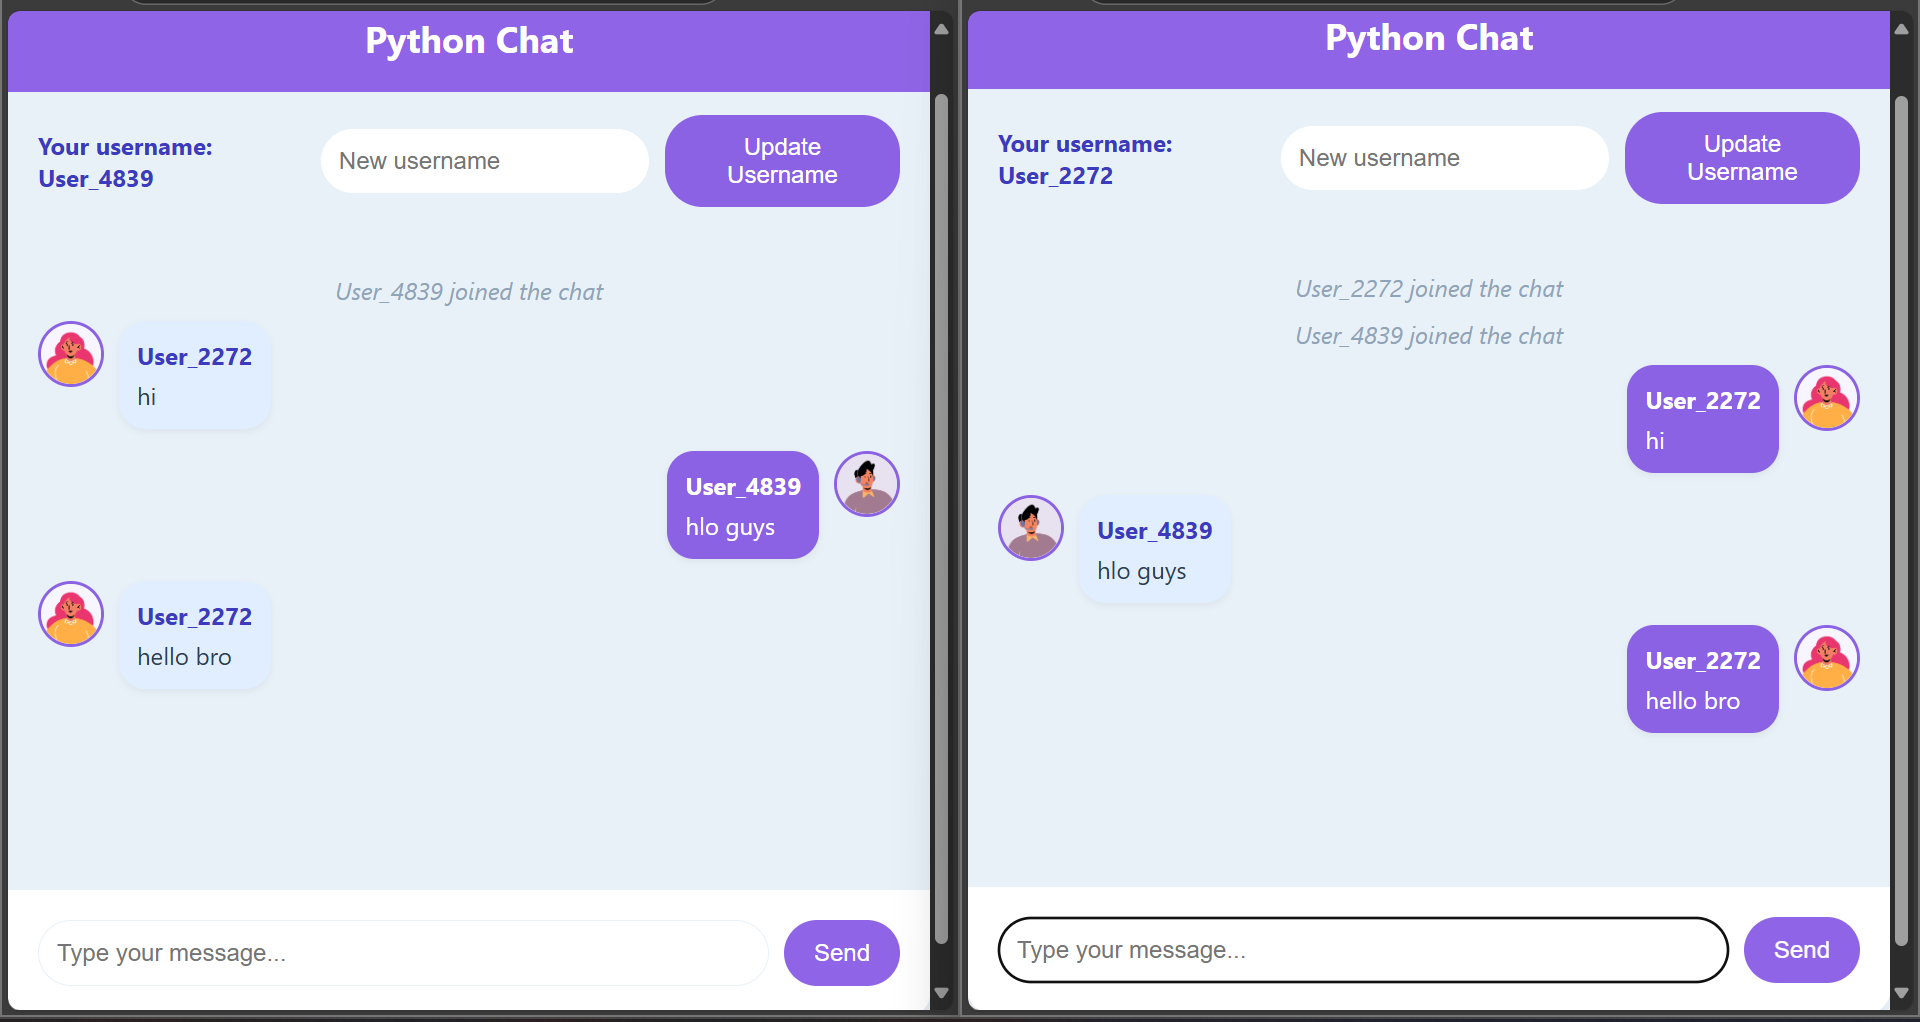 Python Chat
Your username:
User_4839
New username
Update
Username
User_4839 joined the chat
User_2272
hi
User_4839
hlo guys
User_2272
hello bro
Type your message...
Send
Python Chat
Your username:
User_2272
New username
Update
Username
User_2272 joined the chat
User_4839 joined the chat
User_2272
hi
User_4839
hlo guys
User_2272
hello bro
Type your message...
Send